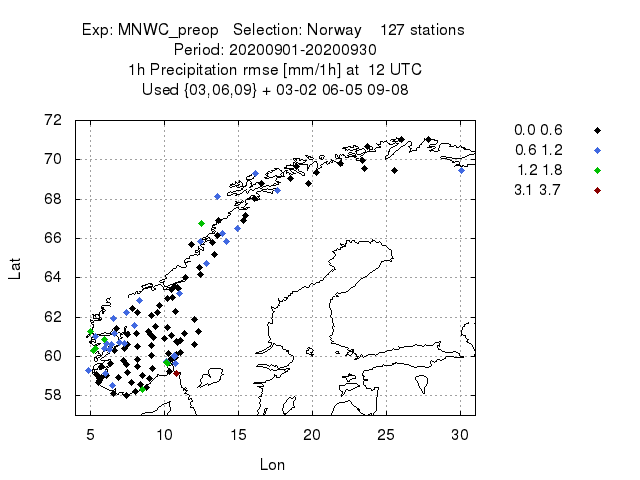 Exp: MNWC_preop   Selection: Norway    127 stations
Period: 20200901-20200930
1h Precipitation rmse [mm/1h] at  12 UTC
Used {03,06,09} + 03-02 06-05 09-08
72
70
68
66
64
62
60
58
Lat
5 10 15 20 25 30
Lon
0.0 0.6
0.6 1.2
1.2 1.8
3.1 3.7